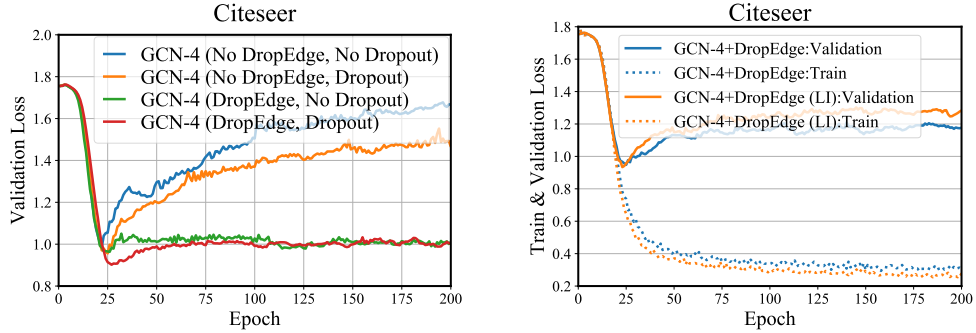 Citeseer
2.0
1.8
1.6
1.4
1.2
1.0
0.8
Validation Loss
GCN-4 (No DropEdge, No Dropout)
GCN-4 (No DropEdge, Dropout)
GCN-4 (DropEdge, No Dropout)
GCN-4 (DropEdge, Dropout)
0 25 50 75 100 125 150 175 200
Epoch
Citeseer
1.8
1.6
1.4
1.2
1.0
0.8
0.6
0.4
0.2
Train & Validation Loss
GCN-4+DropEdge:Validation
GCN-4+DropEdge:Train
GCN-4+DropEdge (LI):Validation
GCN-4+DropEdge (LI):Train
0 25 50 75 100 125 150 175 200
Epoch